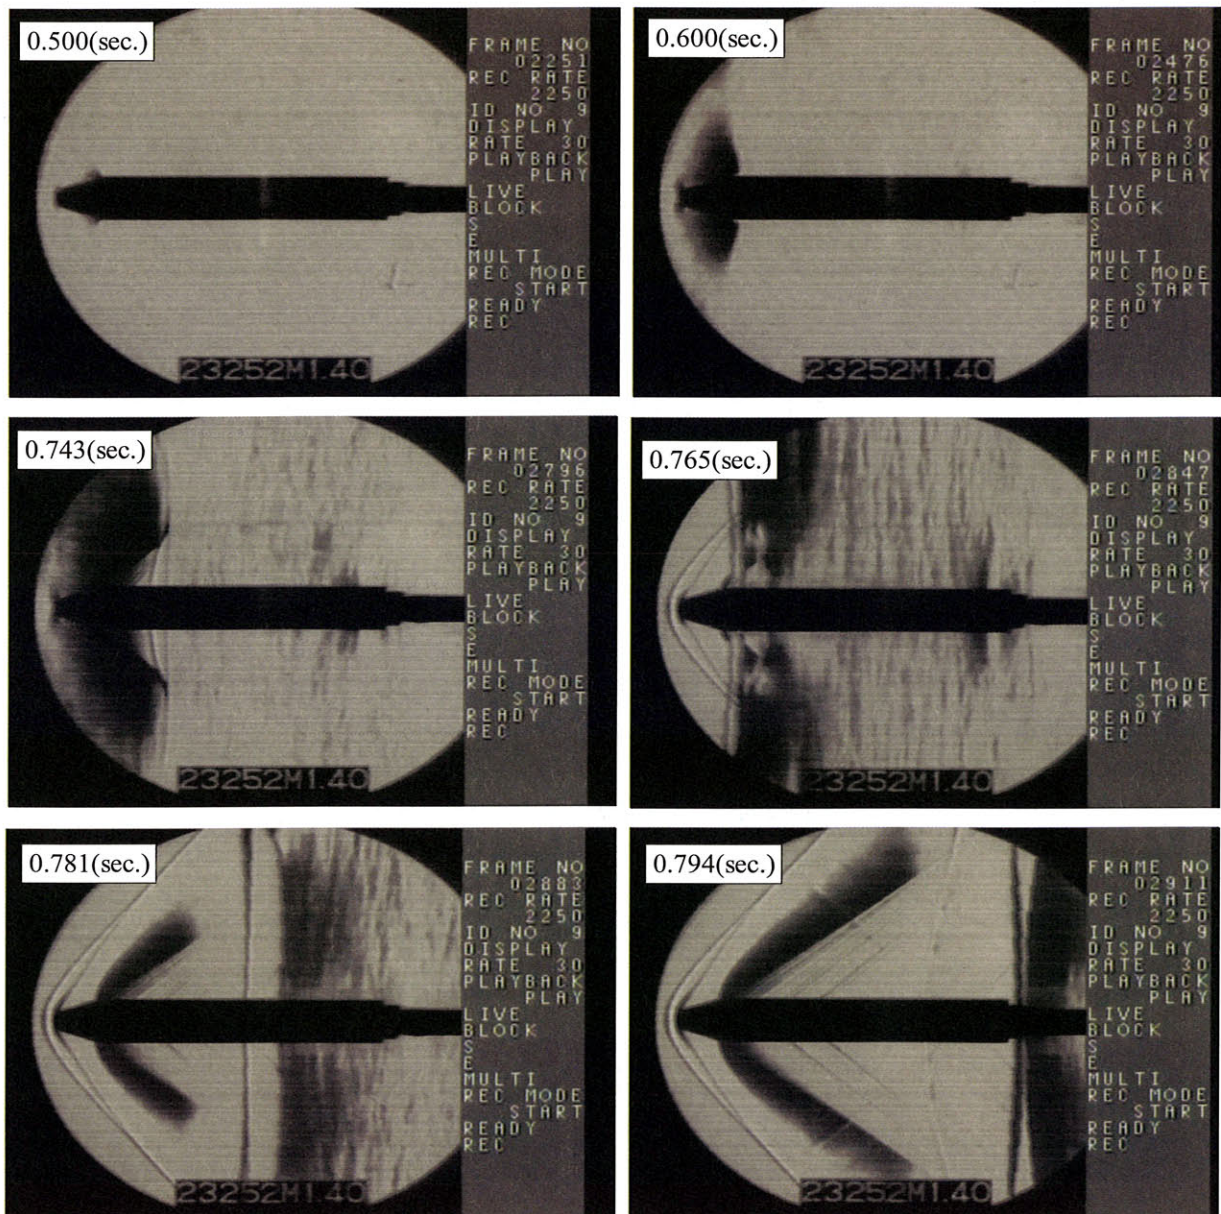 0.500(sec.)
FRAME NO
02251
REC RATE
2250
ID NO 9
DISPLAY
RATE 30
PLAYBACK
PLAY
LIVE
BLOCK
S
E
MULTI
REC MODE
START
READY
REC
23252M1.40
0.600(sec.)
FRAME NO
02476
REC RATE
2250
ID NO 9
DISPLAY
RATE 30
PLAYBACK
PLAY
LIVE
BLOCK
S
E
MULTI
REC MODE
START
READY
REC
23252M1.40
0.743(sec.)
FRAME NO
02796
REC RATE
2250
ID NO 9
DISPLAY
RATE 30
PLAYBACK
PLAY
LIVE
BLOCK
S
E
MULTI
REC MODE
START
READY
REC
23252M1.40
0.765(sec.)
FRAME NO
02847
REC RATE
2250
ID NO 9
DISPLAY
RATE 30
PLAYBACK
PLAY
LIVE
BLOCK
S
E
MULTI
REC MODE
START
READY
REC
23252M1.40
0.781(sec.)
FRAME NO
02883
REC RATE
2250
ID NO 9
DISPLAY
RATE 30
PLAYBACK
PLAY
LIVE
BLOCK
S
E
MULTI
REC MODE
START
READY
REC
23252M1.40
0.794(sec.)
FRAME NO
02911
REC RATE
2250
ID NO 9
DISPLAY
RATE 30
PLAYBACK
PLAY
LIVE
BLOCK
S
E
MULTI
REC MODE
START
READY
REC
23252M1.40